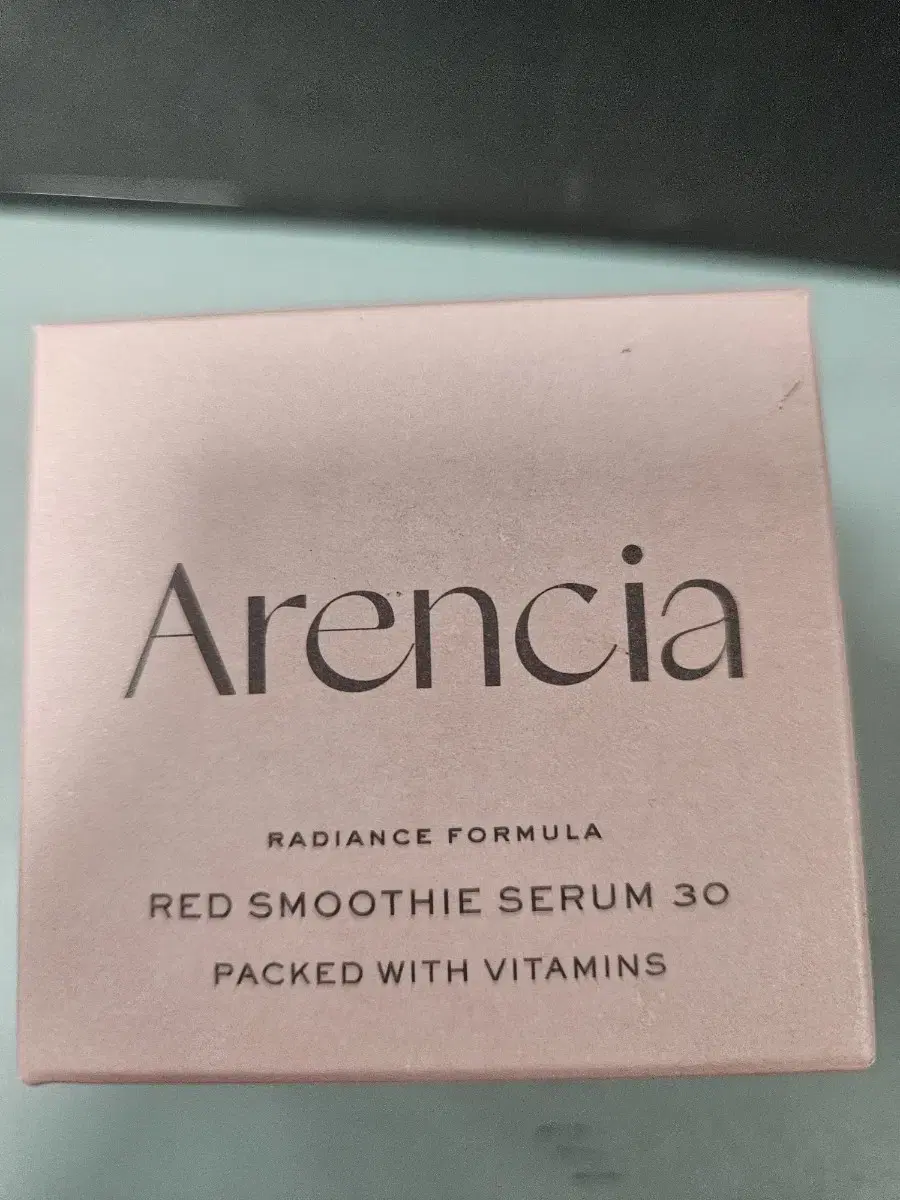 Arencia
RADIANCE FORMULA
RED SMOOTHIE SERUM 30
PACKED WITH VITAMINS